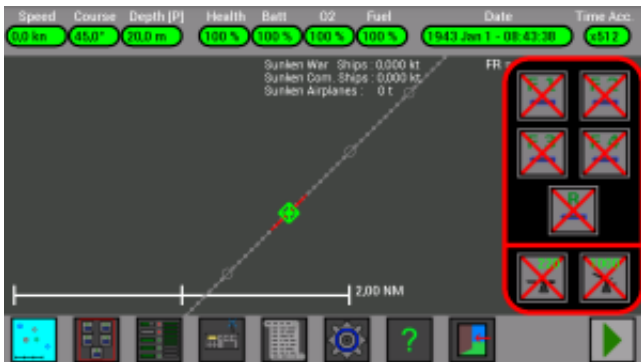 Speed Course Depth [P] Health Batt O2 Fuel Date Time Acc.
0,0 kn 45,0° 20,0 m 100 % 100 % 100 % 100 % 1943 Jan 1 - 08:43:38 x512
Sunken War Ships : 0,000 kt
Sunken Com. Ships : 0,000 kt
Sunken Airplanes : 0 t
FR
R
2,00 NM
?